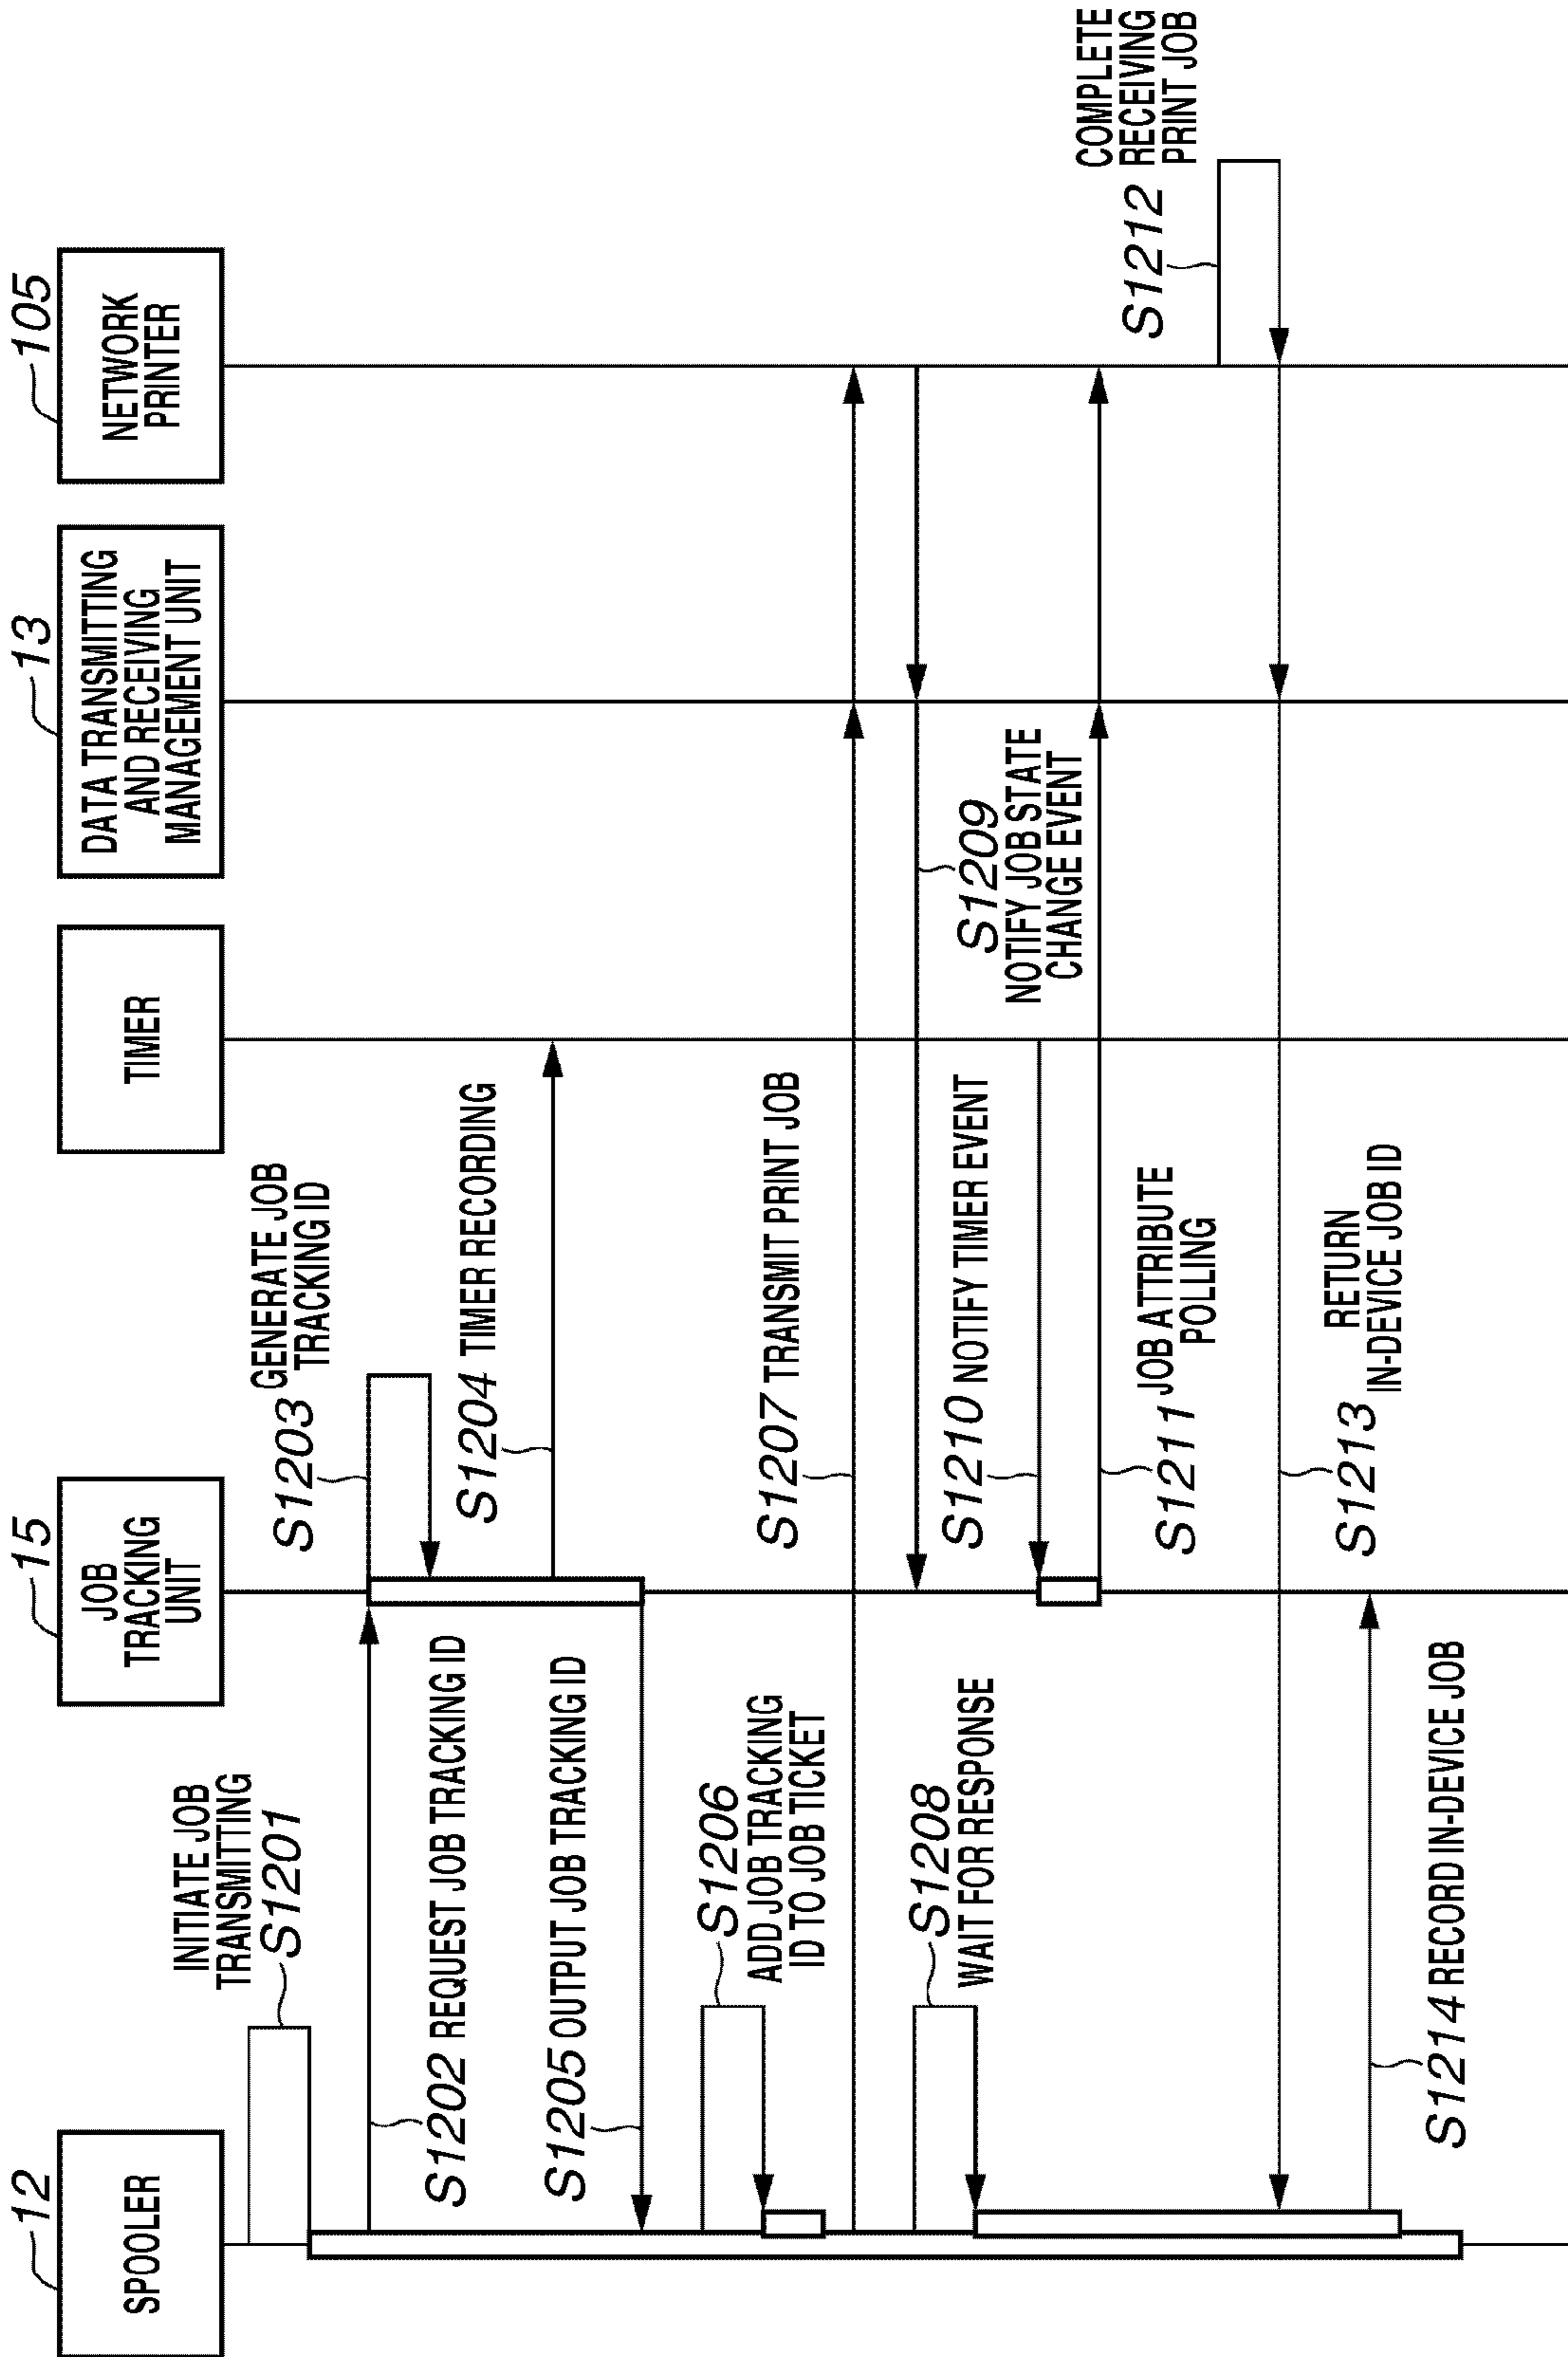 12
SPOOLER
15
JOB
TRACKING
UNIT
TIMER
13
DATA TRANSMITTING
AND RECEIVING
MANAGEMENT UNIT
105
NETWORK
PRINTER
INITIATE JOB
TRANSMITTING
S1201
S1202 REQUEST JOB TRACKING ID
S1203 GENERATE JOB
TRACKING ID
S1204 TIMER RECORDING
S1205 OUTPUT JOB TRACKING ID
S1206
ADD JOB TRACKING
ID TO JOB TICKET
S1207 TRANSMIT PRINT JOB
S1208
WAIT FOR RESPONSE
S1209
NOTIFY JOB STATE
CHANGE EVENT
S1210 NOTIFY TIMER EVENT
S1211 JOB ATTRIBUTE
POLLING
S1212
COMPLETE
RECEIVING
PRINT JOB
S1213 RETURN
IN-DEVICE JOB ID
S1214 RECORD IN-DEVICE JOB